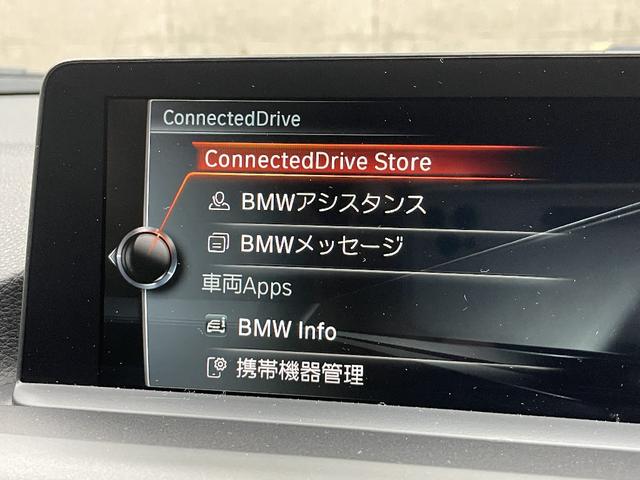 ConnectedDrive
ConnectedDrive Store
BMWアシスタンス
BMWメッセージ
車両Apps
BMW Info
携帯機器管理